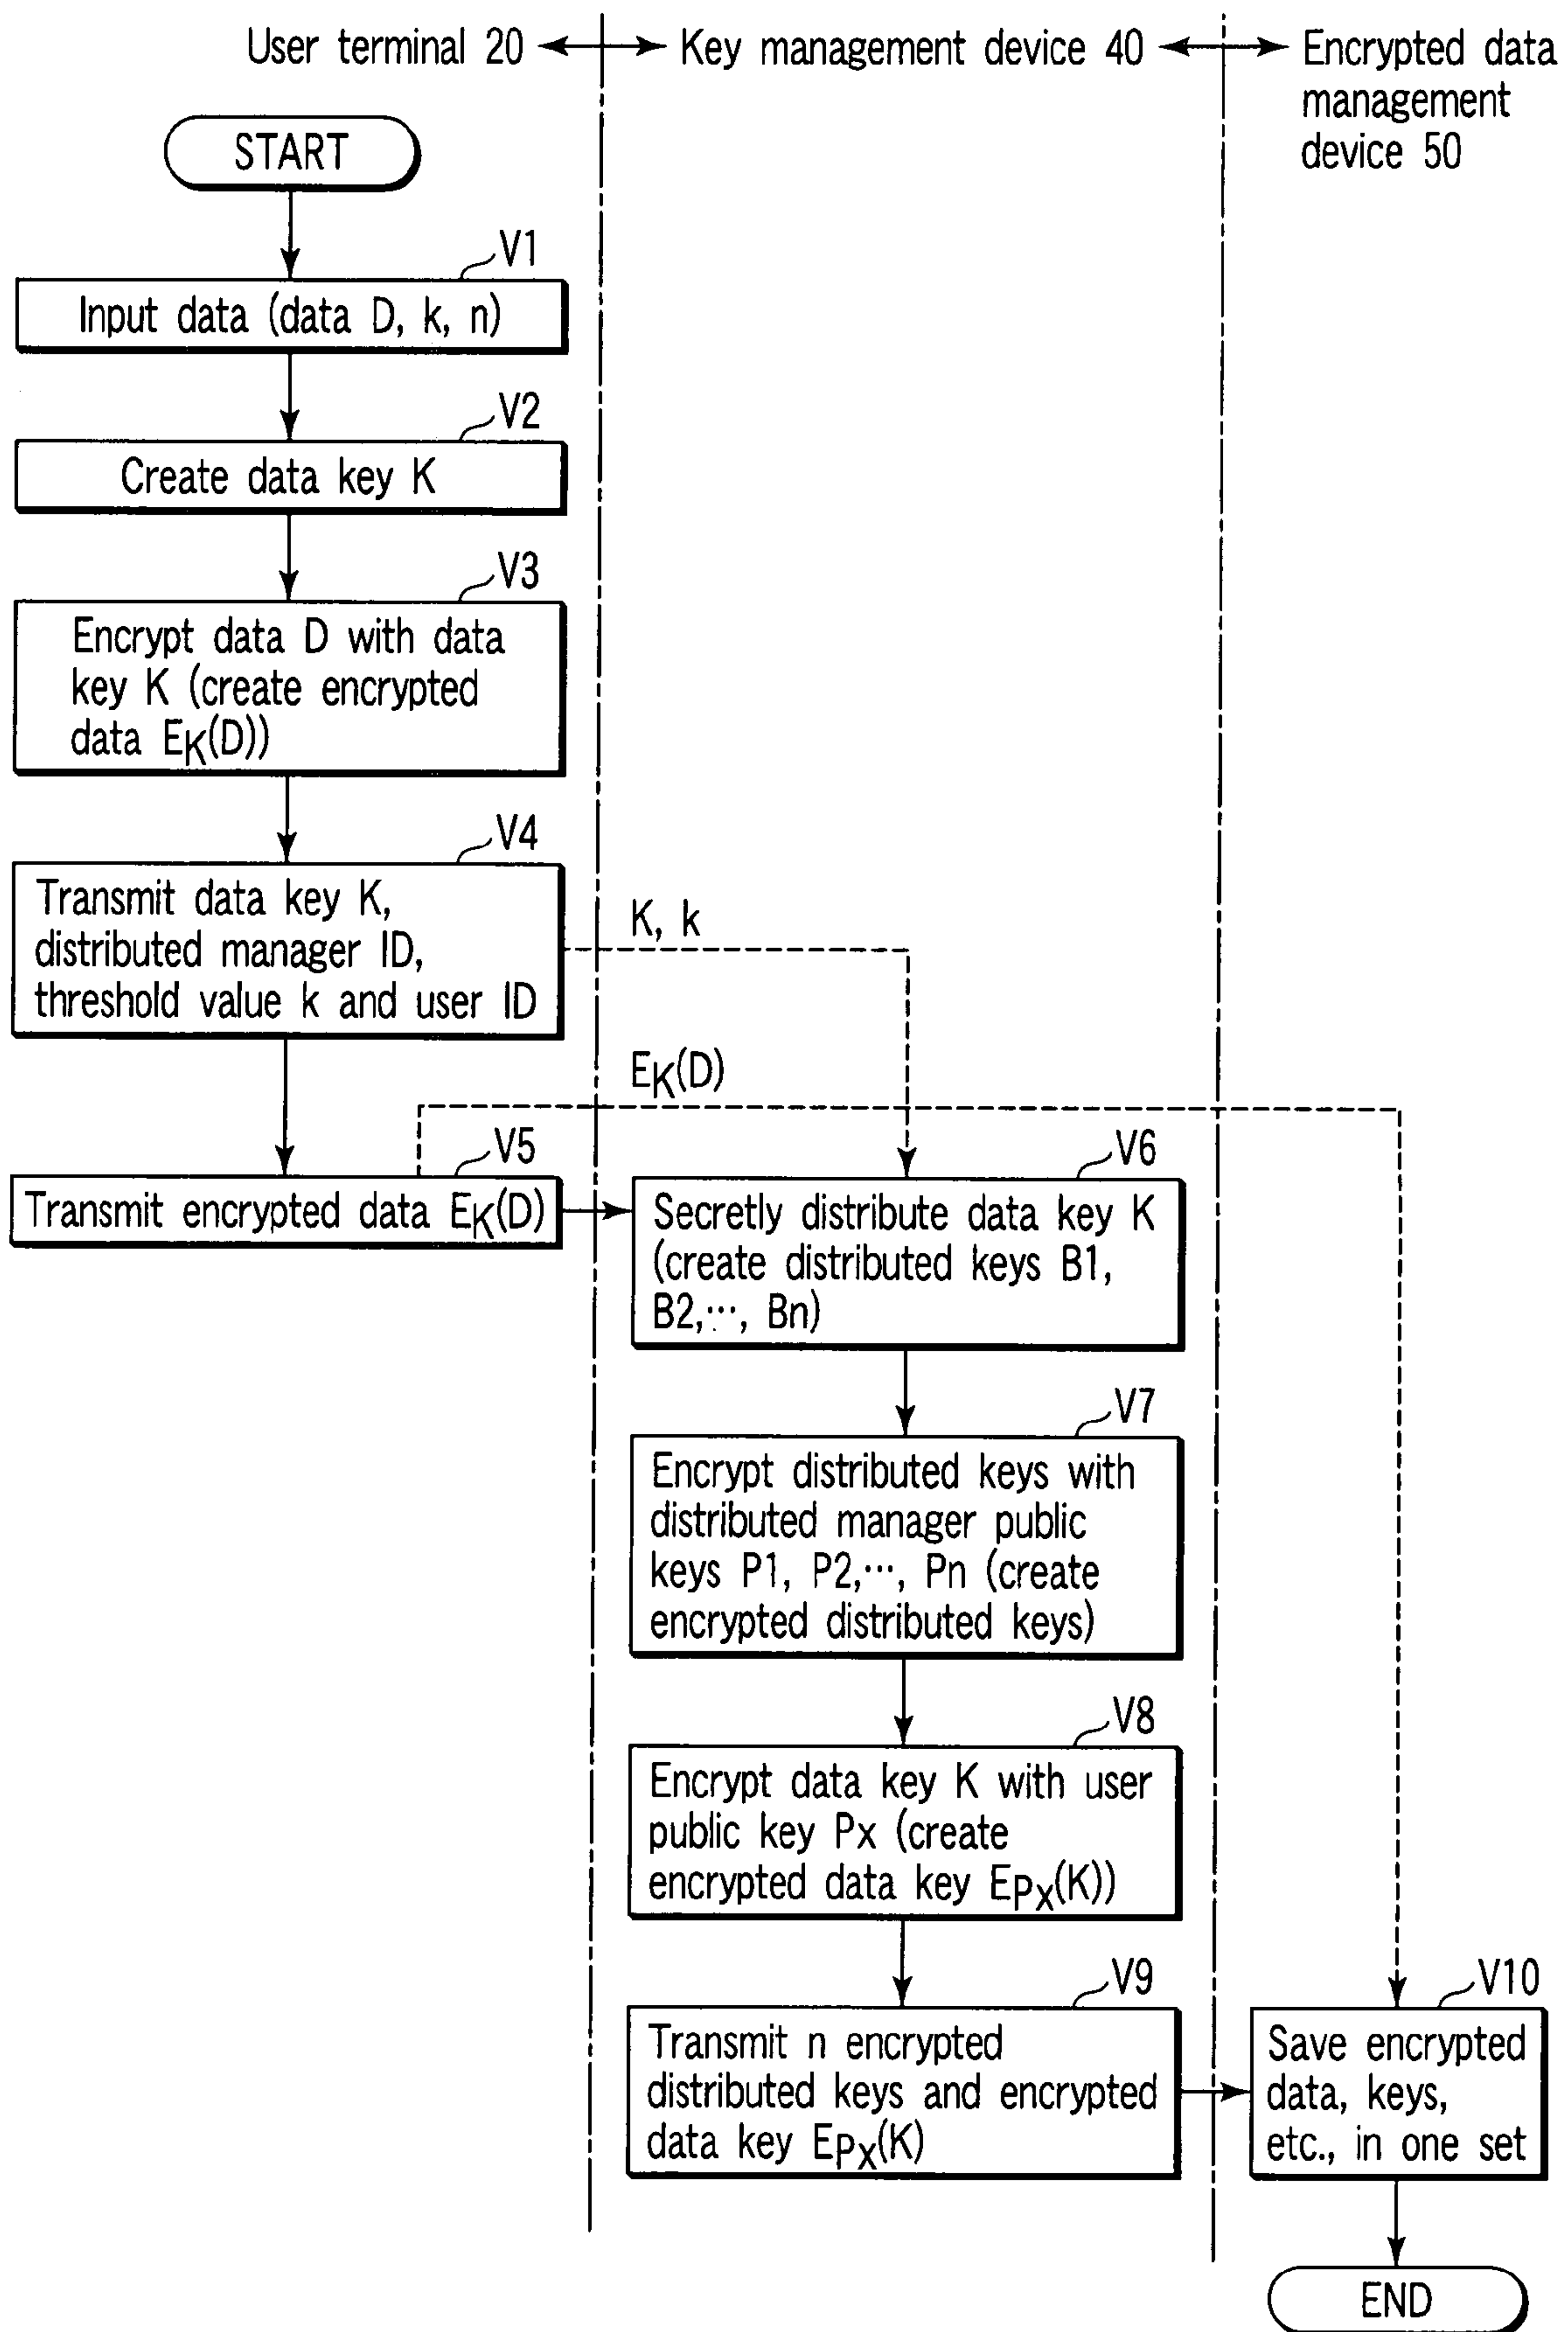 User terminal 20
Key management device 40
Encrypted data
management
device 50
START
V1
Input data (data D, k, n)
V2
Create data key K
V3
Encrypt data D with data
key K (create encrypted
data EK(D))
V4
Transmit data key K,
distributed manager ID,
threshold value k and user ID
K, k
EK(D)
V5
Transmit encrypted data EK(D)
V6
Secretly distribute data key K
(create distributed keys B1,
B2,···, Bn)
V7
Encrypt distributed keys with
distributed manager public
keys P1, P2,···, Pn (create
encrypted distributed keys)
V8
Encrypt data key K with user
public key Px (create
encrypted data key EPx(K))
V9
Transmit n encrypted
distributed keys and encrypted
data key EPx(K)
V10
Save encrypted
data, keys,
etc., in one set
END